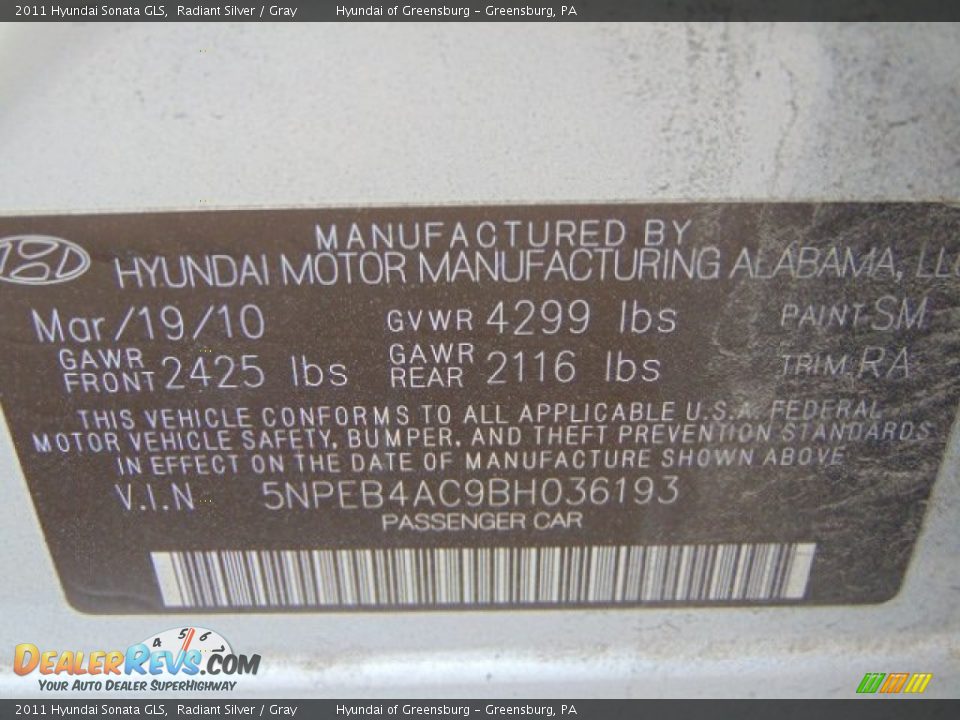 2011 Hyundai Sonata GLS, Radiant Silver / Gray Hyundai of Greensburg - Greensburg, PA
MANUFACTURED BY
HYUNDAI MOTOR MANUFACTURING ALABAMA, LLC
Mar/19/10 GVWR 4299 lbs PAINT SM
GAWR FRONT 2425 lbs GAWR REAR 2116 lbs TRIM RA
THIS VEHICLE CONFORMS TO ALL APPLICABLE U.S.A. FEDERAL
MOTOR VEHICLE SAFETY, BUMPER, AND THEFT PREVENTION STANDARDS
IN EFFECT ON THE DATE OF MANUFACTURE SHOWN ABOVE
V.I.N 5NPEB4AC9BH036193
PASSENGER CAR
4 5 6
DEALERREVS.COM
YOUR AUTO DEALER SUPERHIGHWAY
2011 Hyundai Sonata GLS, Radiant Silver / Gray Hyundai of Greensburg - Greensburg, PA